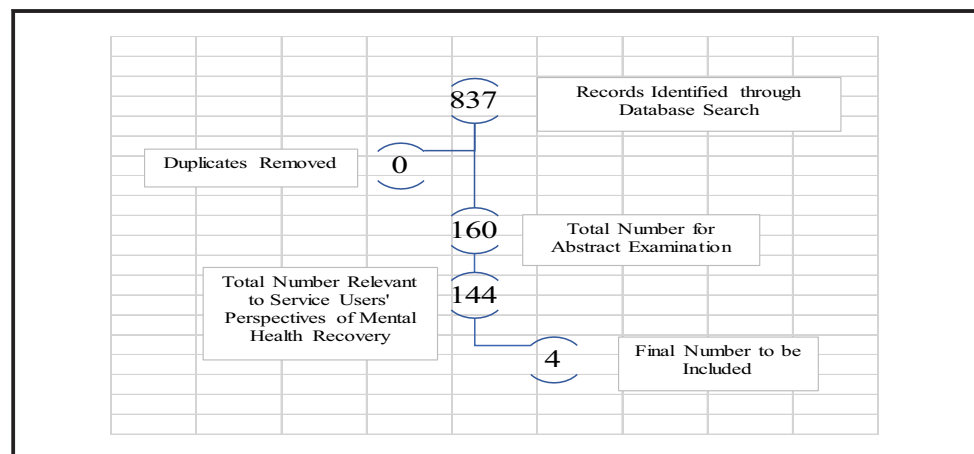 837
Records Identified through
Database Search
Duplicates Removed
0
160
Total Number for
Abstract Examination
Total Number Relevant
to Service Users'
Perspectives of Mental
Health Recovery
144
4
Final Number to be
Included